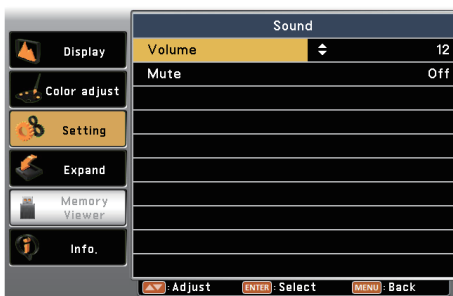 Sound
Display
Color adjust
Setting
Expand
Memory
Viewer
Info.
Volume 12
Mute Off
:Adjust ENTER:Select MENU:Back